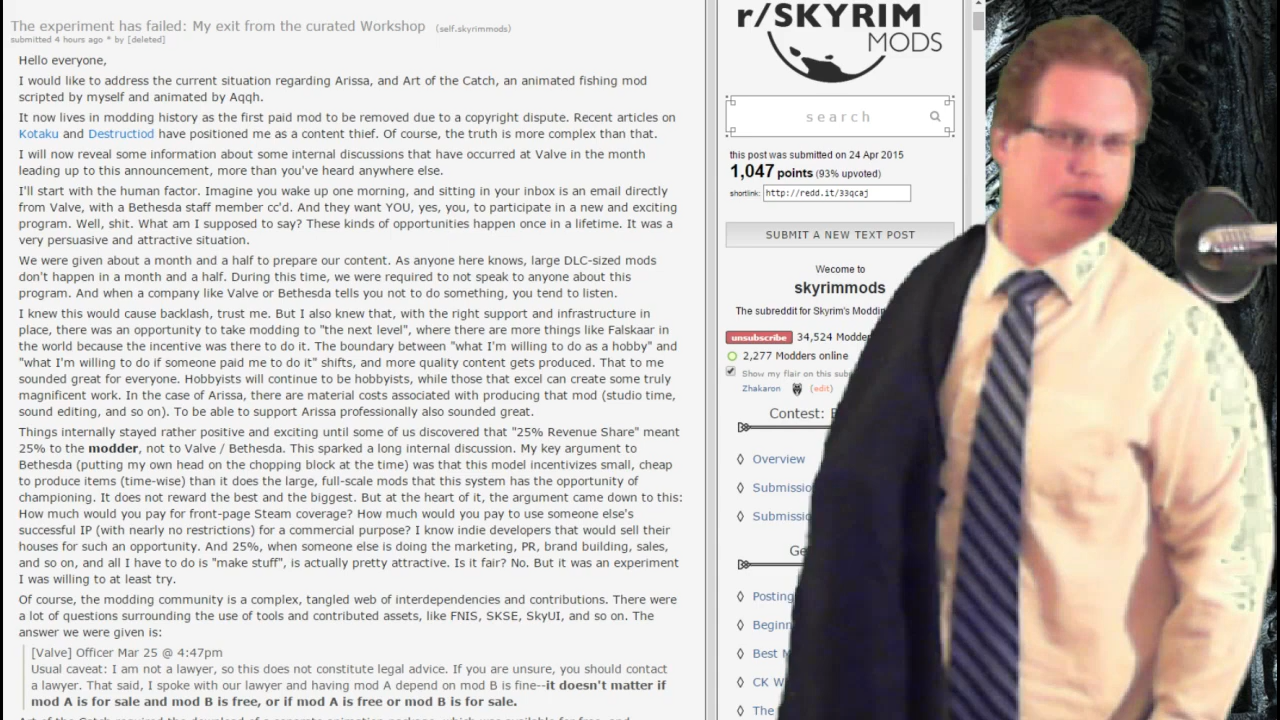 The experiment has failed: My exit from the curated Workshop (self.skyrimmods)
submitted 4 hours ago * by [deleted]
Hello everyone,
I would like to address the current situation regarding Arissa, and Art of the Catch, an animated fishing mod
scripted by myself and animated by Aqqh.
It now lives in modding history as the first paid mod to be removed due to a copyright dispute. Recent articles on
Kotaku and Destructiod have positioned me as a content thief. Of course, the truth is more complex than that.
I will now reveal some information about some internal discussions that have occurred at Valve in the month
leading up to this announcement, more than you've heard anywhere else.
I'll start with the human factor. Imagine you wake up one morning, and sitting in your inbox is an email directly
from Valve, with a Bethesda staff member cc'd. And they want YOU, yes, you, to participate in a new and exciting
program. Well, shit. What am I supposed to say? These kinds of opportunities happen once in a lifetime. It was a
very persuasive and attractive situation.
We were given about a month and a half to prepare our content. As anyone here knows, large DLC-sized mods
don't happen in a month and a half. During this time, we were required to not speak to anyone about this
program. And when a company like Valve or Bethesda tells you not to do something, you tend to listen.
I knew this would cause backlash, trust me. But I also knew that, with the right support and infrastructure in
place, there was an opportunity to take modding to "the next level", where there are more things like Falskaar in
the world because the incentive was there to do it. The boundary between "what I'm willing to do as a hobby" and
"what I'm willing to do if someone paid me to do it" shifts, and more quality content gets produced. That to me
sounded great for everyone. Hobbyists will continue to be hobbyists, while those that excel can create some truly
magnificent work. In the case of Arissa, there are material costs associated with producing that mod (studio time,
sound editing, and so on). To be able to support Arissa professionally also sounded great.
Things internally stayed rather positive and exciting until some of us discovered that "25% Revenue Share" meant
25% to the modder, not to Valve / Bethesda. This sparked a long internal discussion. My key argument to
Bethesda (putting my own head on the chopping block at the time) was that this model incentivizes small, cheap
to produce items (time-wise) than it does the large, full-scale mods that this system has the opportunity of
championing. It does not reward the best and the biggest. But at the heart of it, the argument came down to this:
How much would you pay for front-page Steam coverage? How much would you pay to use someone else's
successful IP (with nearly no restrictions) for a commercial purpose? I know indie developers that would sell their
houses for such an opportunity. And 25%, when someone else is doing the marketing, PR, brand building, sales,
and so on, and all I have to do is "make stuff", is actually pretty attractive. Is it fair? No. But it was an experiment
I was willing to at least try.
Of course, the modding community is a complex, tangled web of interdependencies and contributions. There were
a lot of questions surrounding the use of tools and contributed assets, like FNIS, SKSE, SkyUI, and so on. The
answer we were given is:
[Valve] Officer Mar 25 @ 4:47pm
Usual caveat: I am not a lawyer, so this does not constitute legal advice. If you are unsure, you should contact
a lawyer. That said, I spoke with our lawyer and having mod A depend on mod B is fine--it doesn't matter if
mod A is for sale and mod B is free, or if mod A is free or mod B is for sale.
Art of the Catch required the download of a separate animation package, which was available for free, and
r/SKYRIM
MODS
search
this post was submitted on 24 Apr 2015
1,047 points (93% upvoted)
shortlink: http://redd.it/33qcaj
SUBMIT A NEW TEXT POST
Wecome to
skyrimmods
The subreddit for Skyrim's Moddin
unsubscribe 34,524 Modder
2,277 Modders online
Show my flair on this sub
Zhakaron (edit)
Contest:
Overview
Submissio
Submissi
Ge
Posting
Beginn
Best M
CK W
The